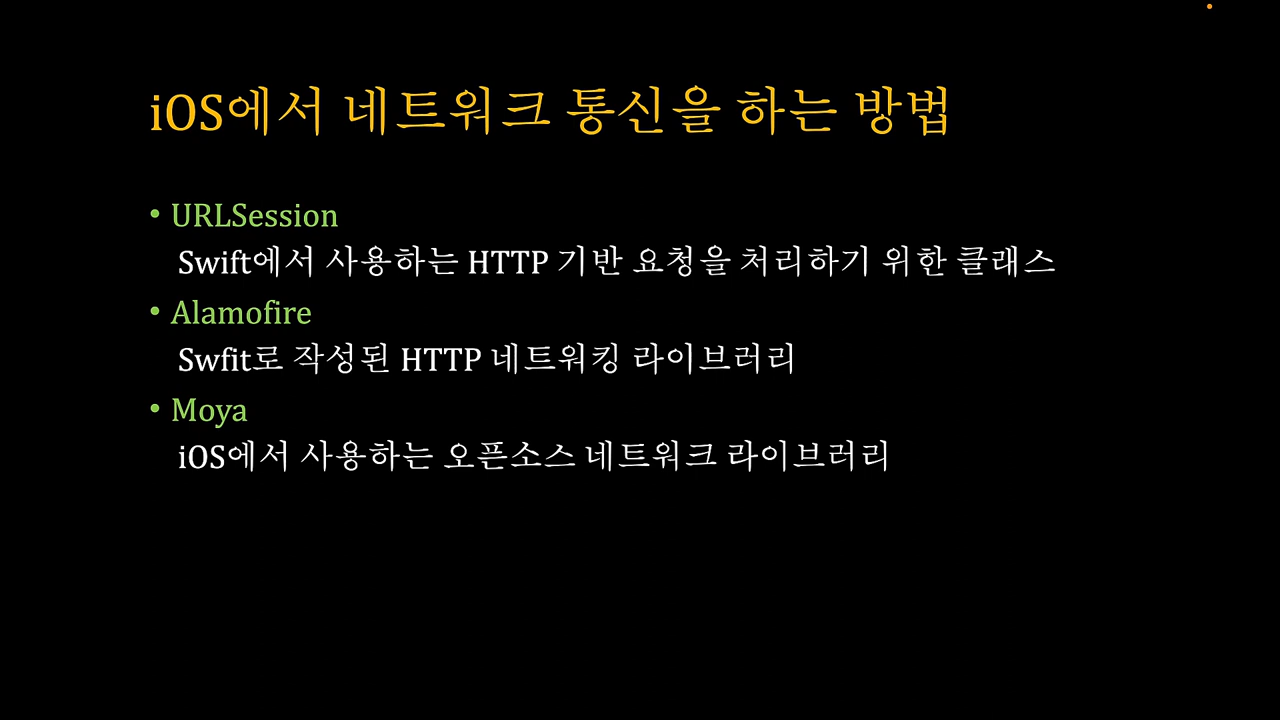 iOS에서 네트워크 통신을 하는 방법
• URLSession
Swift에서 사용하는 HTTP 기반 요청을 처리하기 위한 클래스
• Alamofire
Swfit로 작성된 HTTP 네트워킹 라이브러리
• Moya
iOS에서 사용하는 오픈소스 네트워크 라이브러리